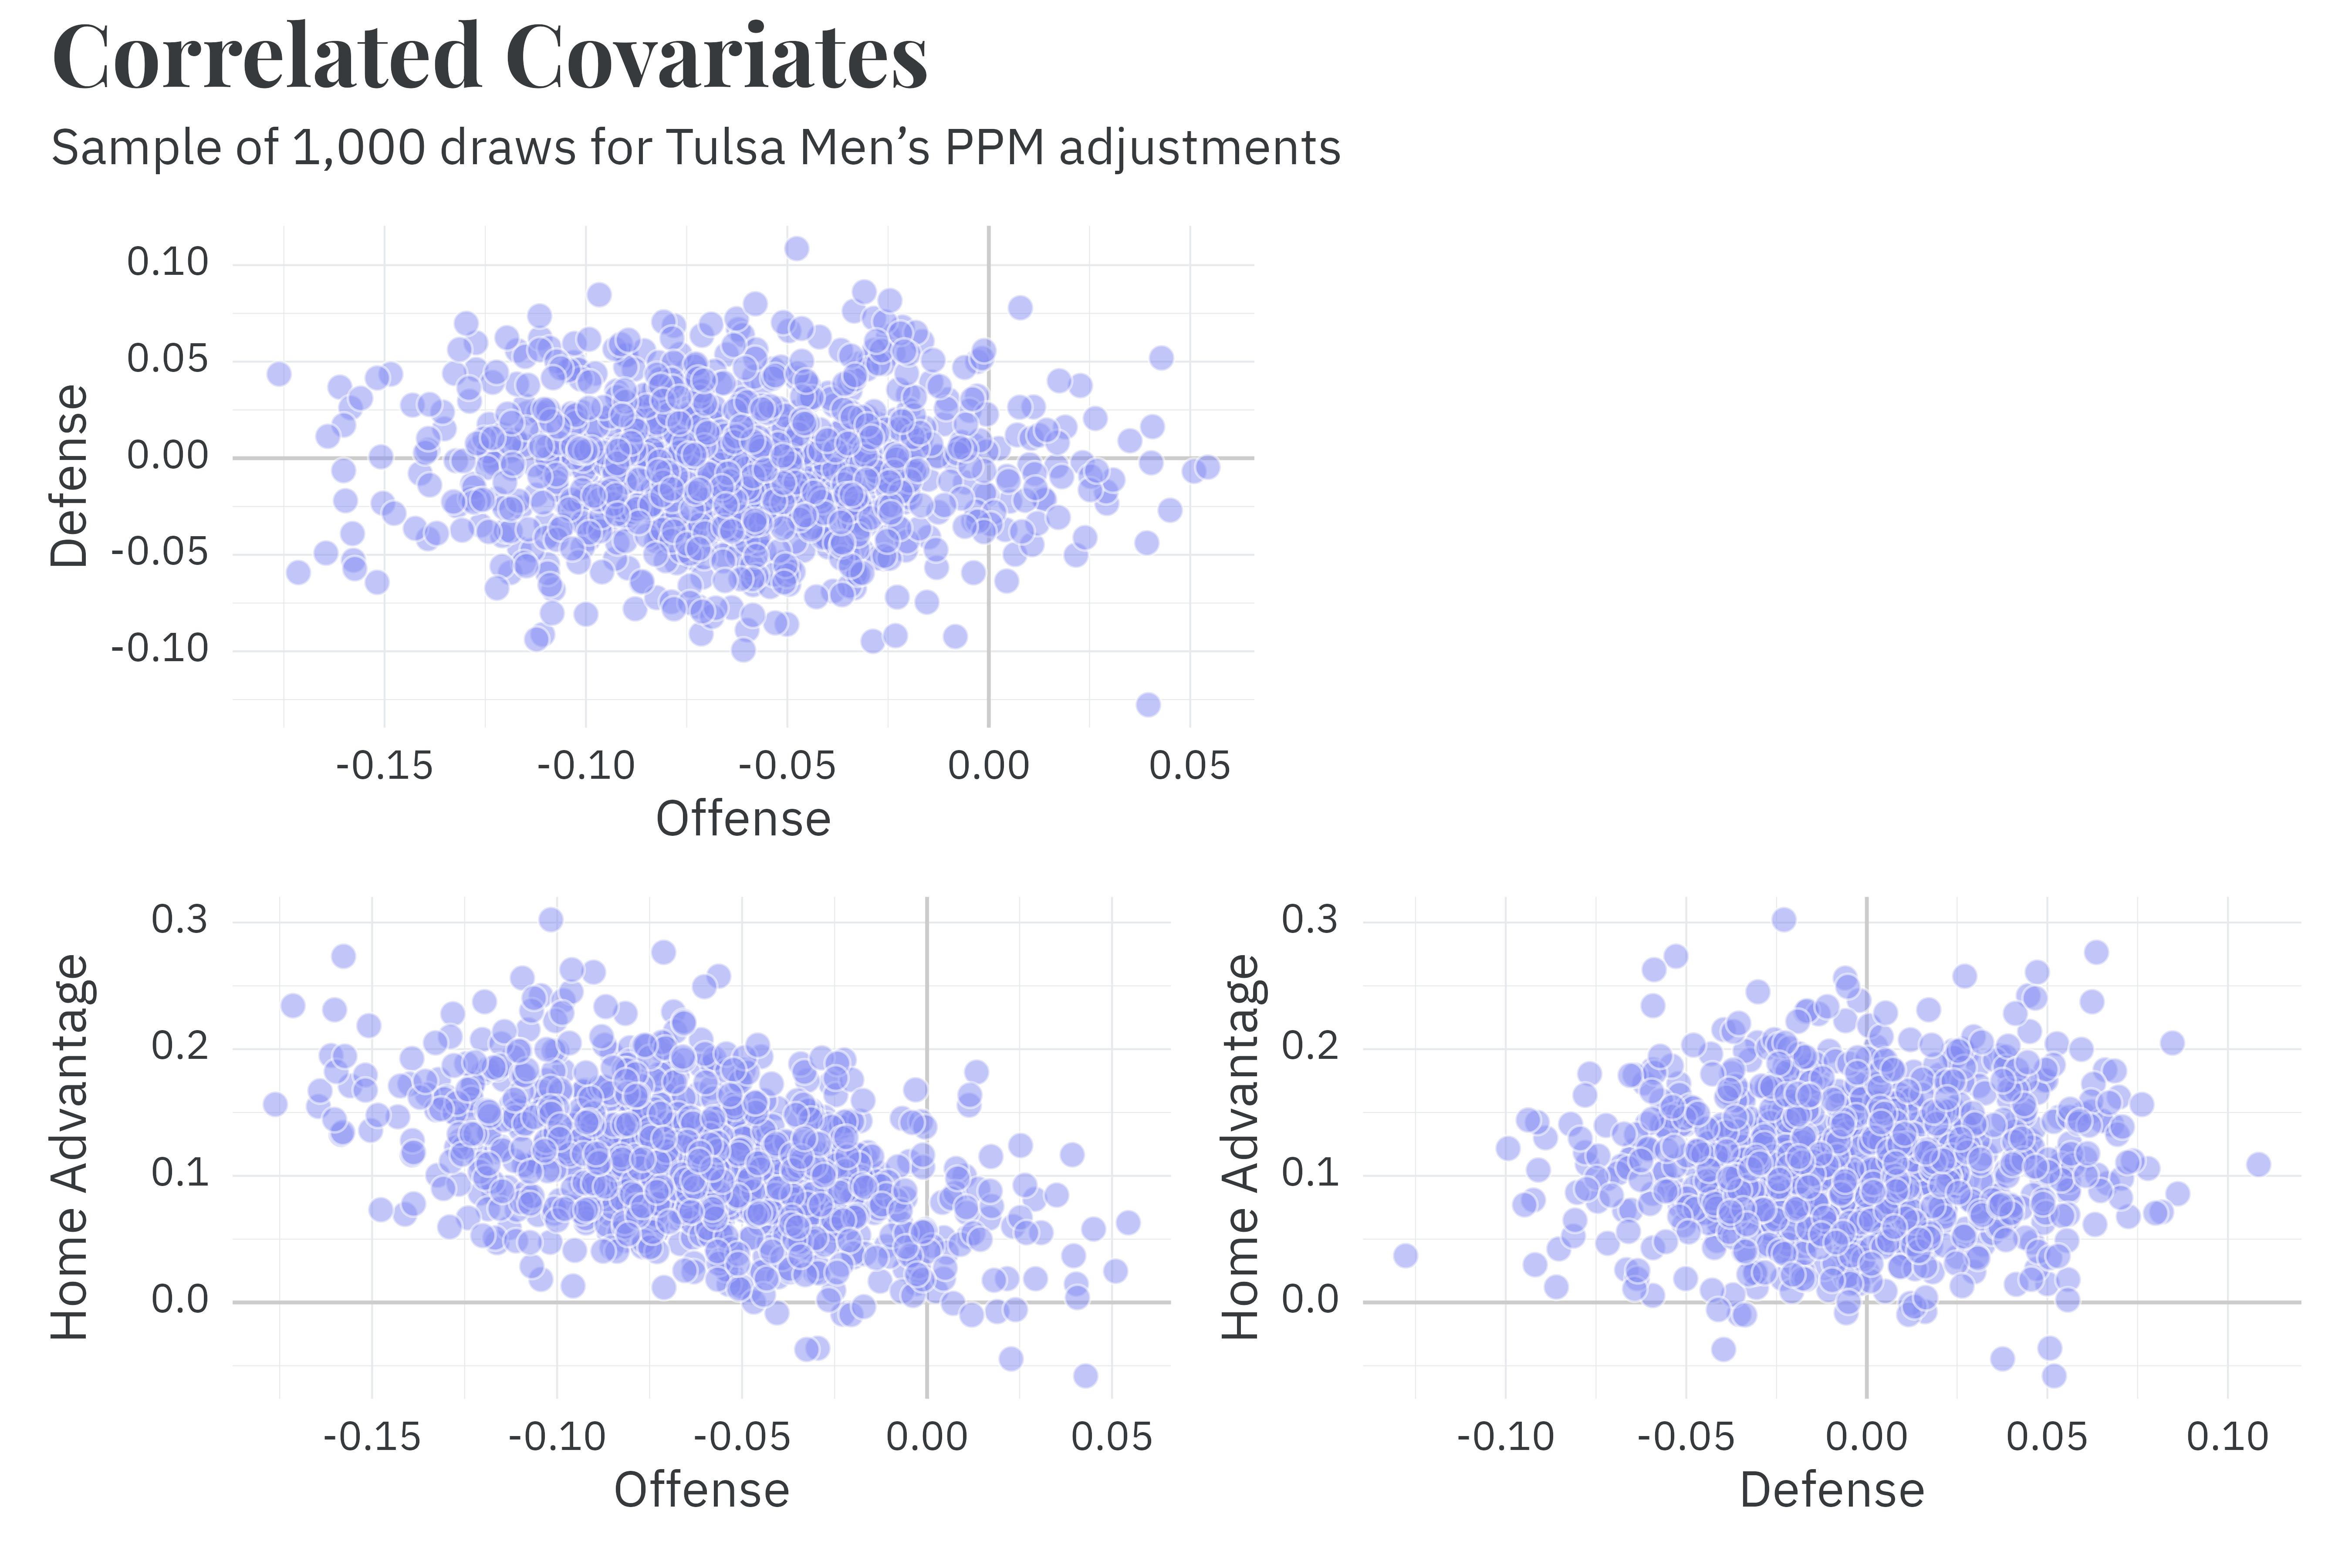 Correlated Covariates
Sample of 1,000 draws for Tulsa Men’s PPM adjustments
0.10
0.05
0.00
-0.05
-0.10
Defense
-0.15 -0.10 -0.05 0.00 0.05
Offense
0.3
0.2
0.1
0.0
Home Advantage
-0.15 -0.10 -0.05 0.00 0.05
Offense
0.3
0.2
0.1
0.0
Home Advantage
-0.10 -0.05 0.00 0.05 0.10
Defense